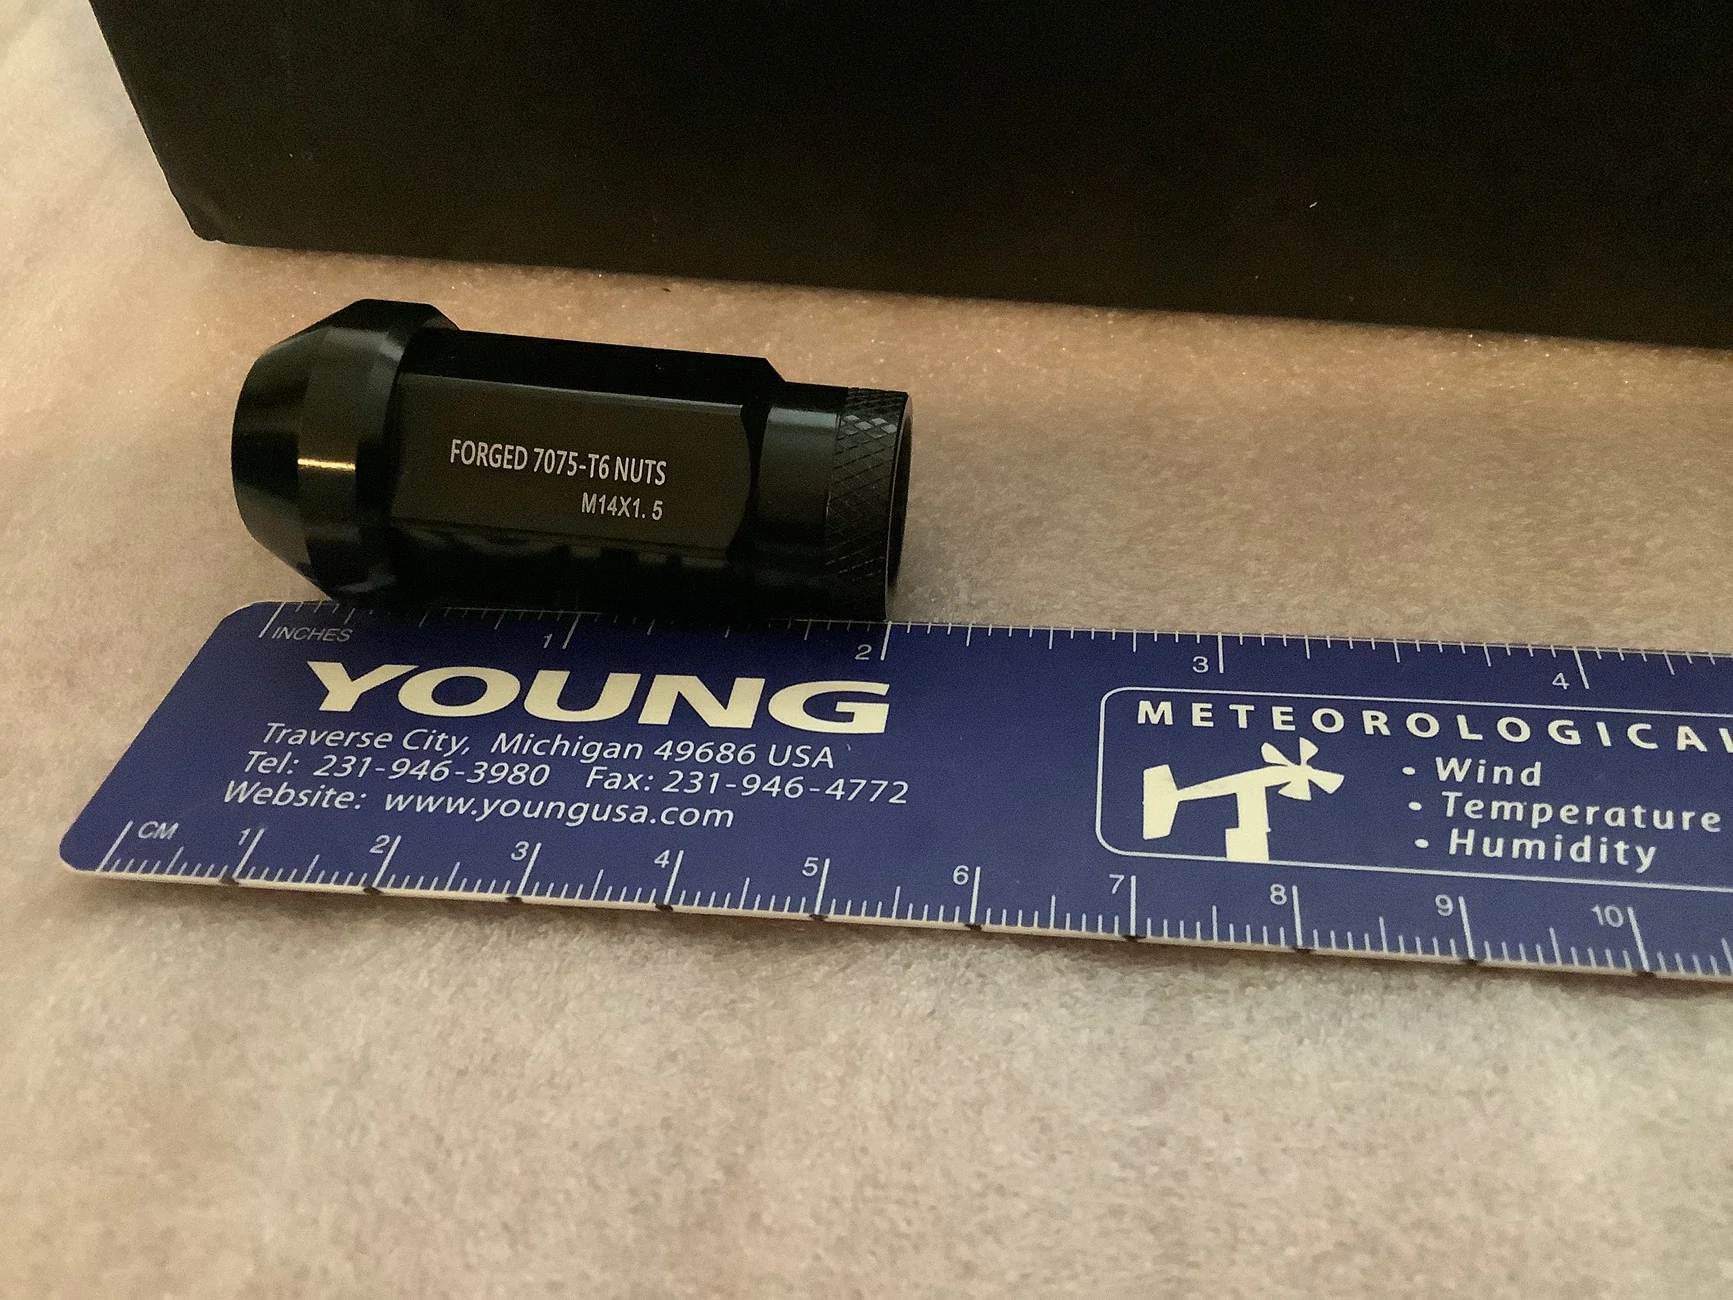 FORGED 7075-T6 NUTS
M14X1. 5
INCHES 1 2 3 4
YOUNG
Traverse City, Michigan 49686 USA
Tel: 231-946-3980 Fax: 231-946-4772
Website: www.youngusa.com
METEOROLOGICAL
• Wind
• Temperature
• Humidity
CM 1 2 3 4 5 6 7 8 9 10